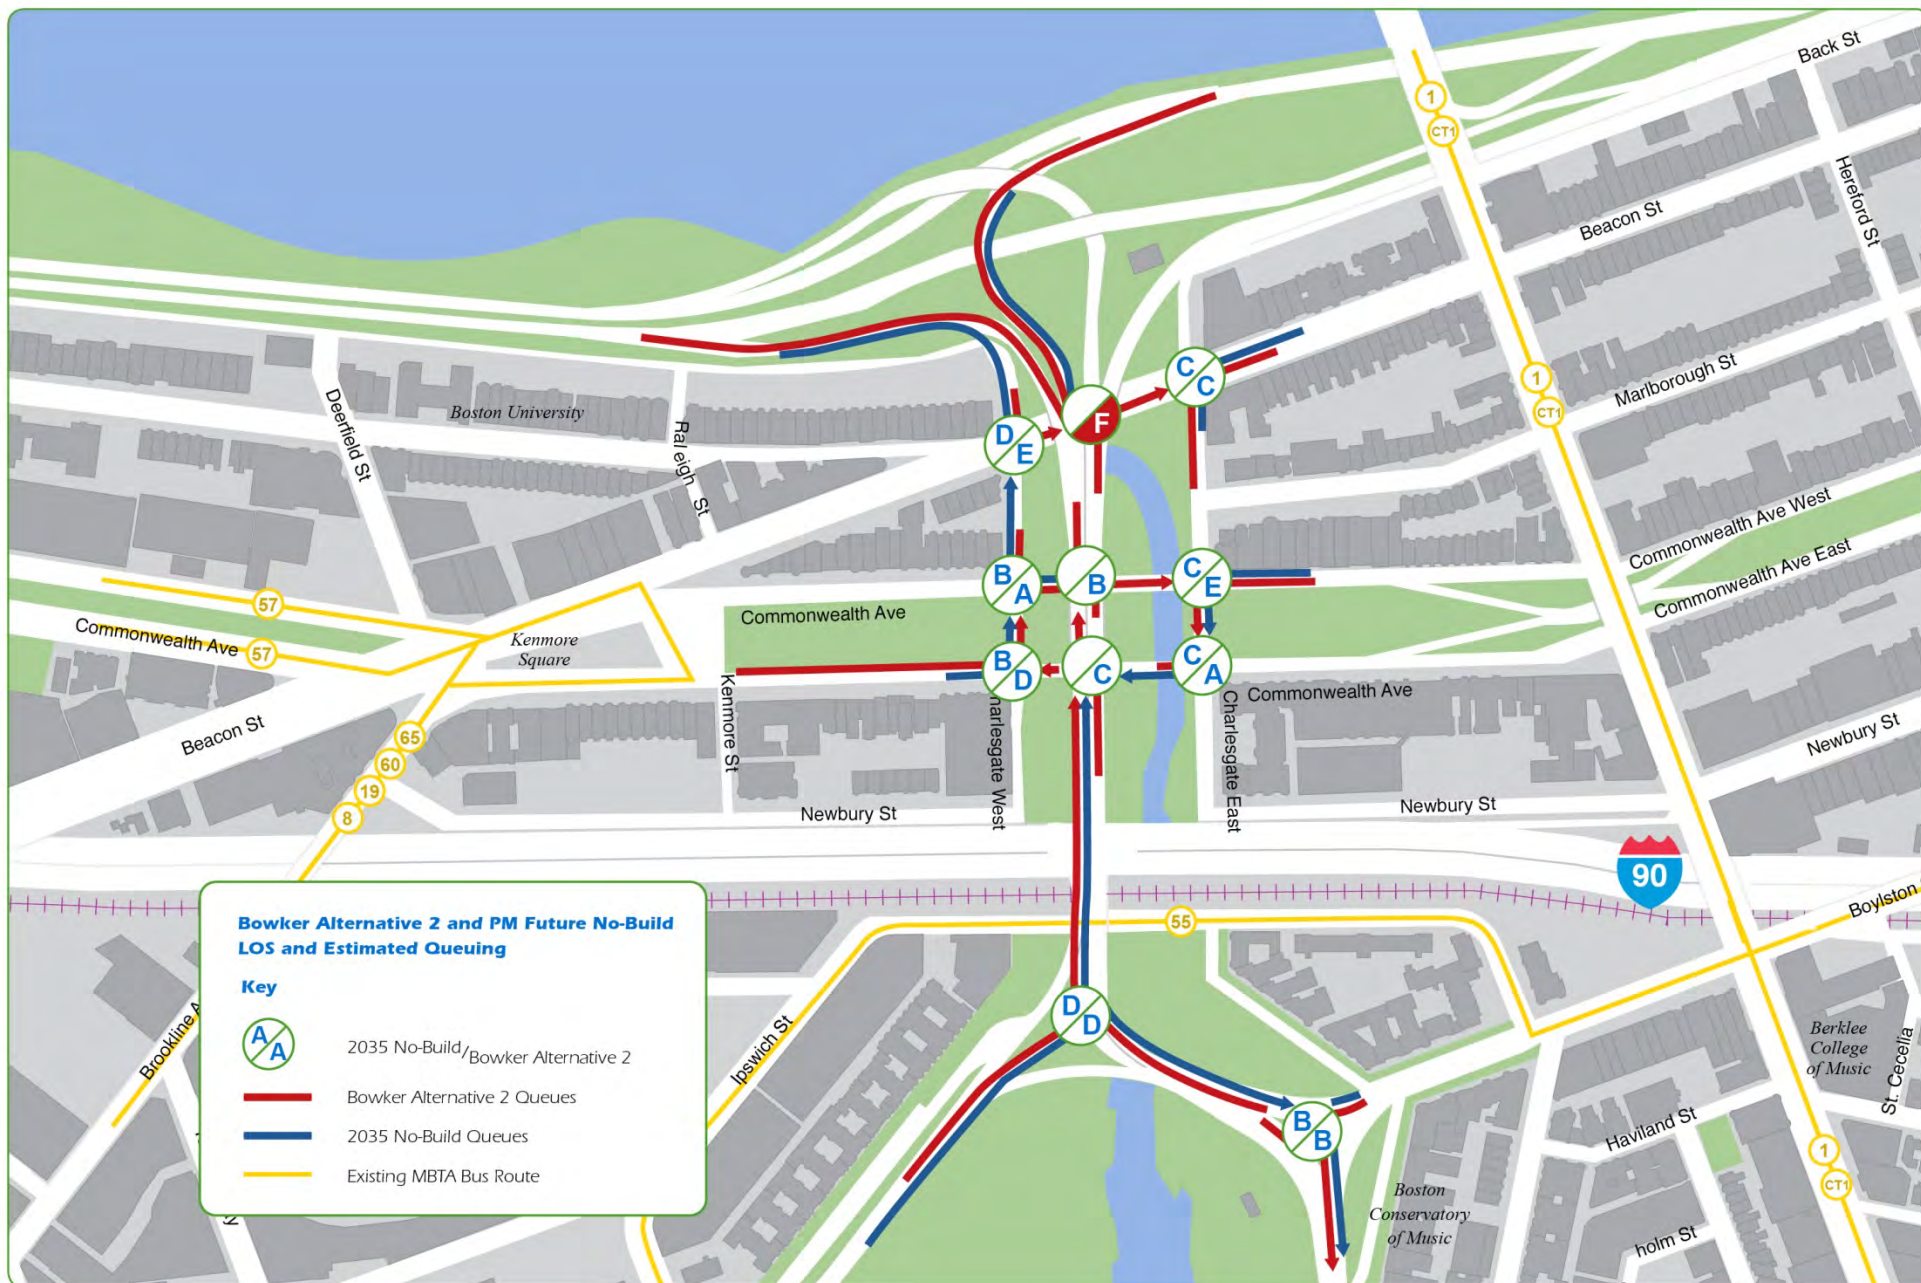 Back St
1
CT1
Beacon St
Hereford St
1
CT1
Marlborough St
C
C
F
Boston University
Deerfield St
Raleigh St
D
E
Commonwealth Ave West
Commonwealth Ave East
B
A
B
C
E
57
Commonwealth Ave
57
Kenmore
Square
Commonwealth Ave
B
D
C
C
A
Commonwealth Ave
Kenmore St
harlesgate West
Charlesgate East
Beacon St
65
60
19
8
Newbury St
Newbury St
Newbury St
90
Boylston
55
Bowker Alternative 2 and PM Future No-Build
LOS and Estimated Queuing
Key
A
A
2035 No-Build/Bowker Alternative 2
Bowker Alternative 2 Queues
2035 No-Build Queues
Existing MBTA Bus Route
Brookline A
Ipswich St
D
D
B
B
Berklee
College
of Music
St. Cecelia
Haviland St
1
CT1
Boston
Conservatory
of Music
holm St